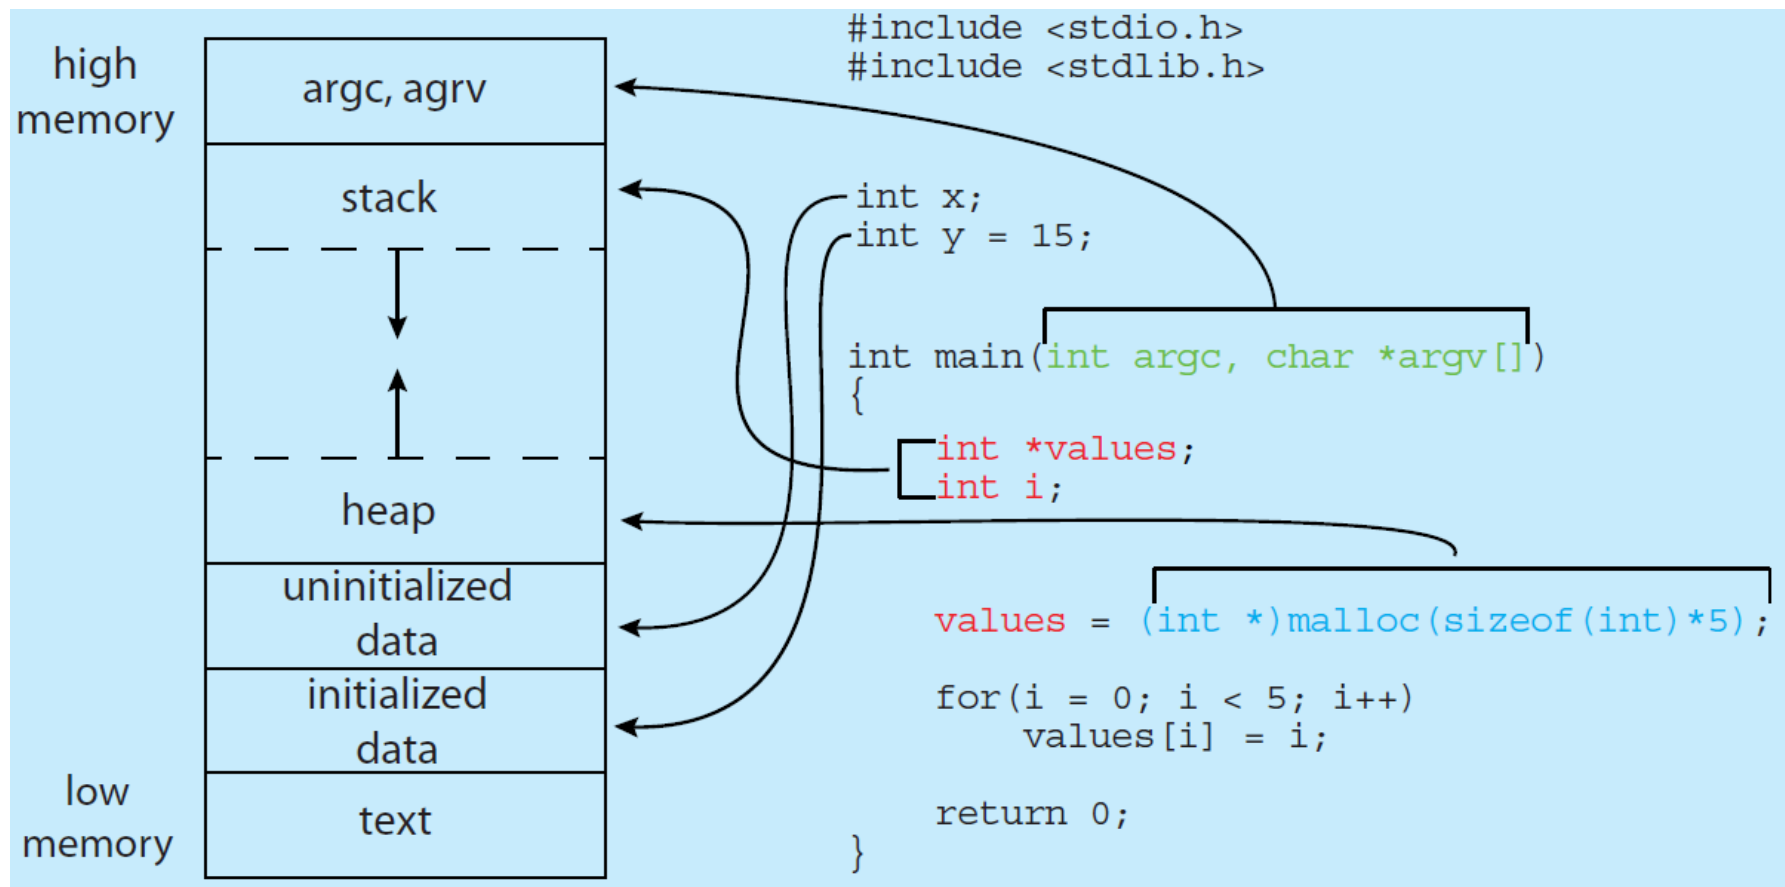 high
memory
argc, agrv
stack
heap
uninitialized
data
initialized
data
low
memory
text
#include <stdio.h>
#include <stdlib.h>
int x;
int y = 15;
int main(int argc, char *argv[])
{
int *values;
int i;
values = (int *)malloc(sizeof(int)*5);
for(i = 0; i < 5; i++)
values[i] = i;
return 0;
}